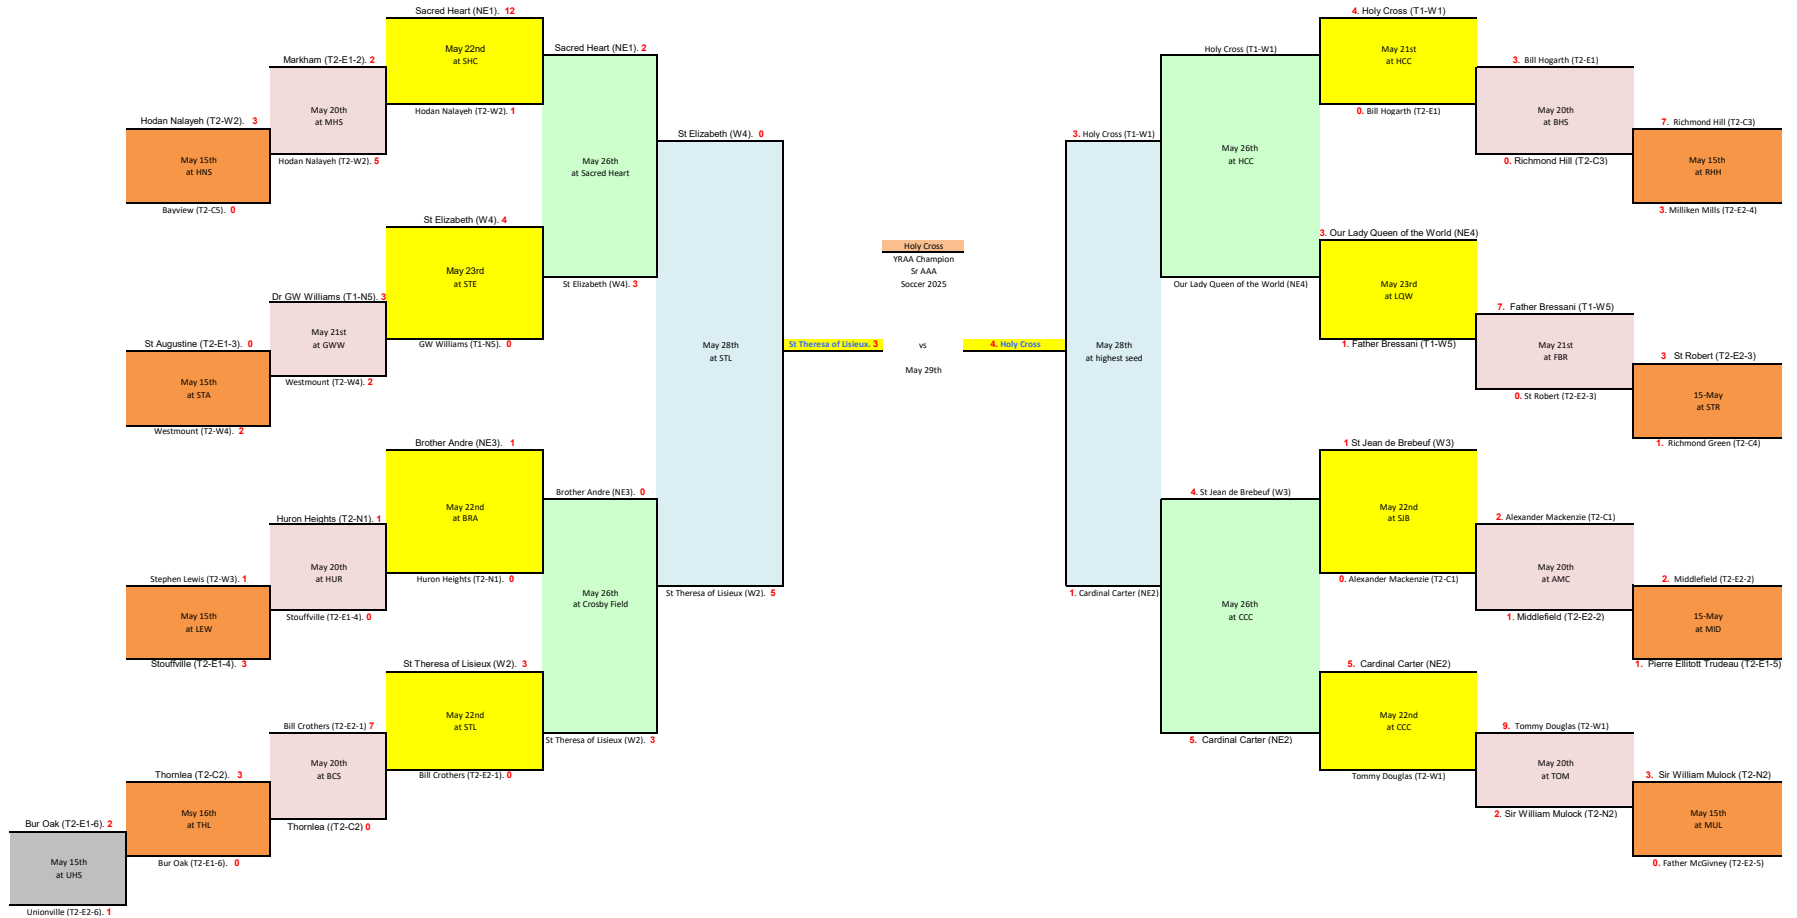 Sacred Heart (NE1). 12
May 22nd
at SHC
Hodan Nalayeh (T2-W2). 1
Markham (T2-E1-2). 2
May 20th
at MHS
Hodan Nalayeh (T2-W2). 5
Hodan Nalayeh (T2-W2). 3
May 15th
at HNS
Bayview (T2-C5). 0
Sacred Heart (NE1). 2
May 26th
at Sacred Heart
St Elizabeth (W4). 3
St Elizabeth (W4). 4
May 23rd
at STE
GW Williams (T1-N5). 0
Dr GW Williams (T1-N5). 3
May 21st
at GWW
Westmount (T2-W4). 2
St Augustine (T2-E1-3). 0
May 15th
at STA
Westmount (T2-W4). 2
St Elizabeth (W4). 0
May 28th
at STL
St Theresa of Lisieux (W2). 5
Brother Andre (NE3). 1
May 22nd
at BRA
Huron Heights (T2-N1). 0
Huron Heights (T2-N1). 1
May 20th
at HUR
Stouffville (T2-E1-4). 0
Stephen Lewis (T2-W3). 1
May 15th
at LEW
Stouffville (T2-E1-4). 3
Brother Andre (NE3). 0
May 26th
at Crosby Field
St Theresa of Lisieux (W2). 3
St Theresa of Lisieux (W2). 3
May 22nd
at STL
Bill Crothers (T2-E2-1). 0
Bill Crothers (T2-E2-1) 7
May 20th
at BCS
Thornlea ((T2-C2) 0
Thornlea (T2-C2). 3
Msy 16th
at THL
Bur Oak (T2-E1-6). 0
Bur Oak (T2-E1-6). 2
May 15th
at UHS
Unionville (T2-E2-6). 1
Holy Cross
YRAA Champion
Sr AAA
Soccer 2025
St Theresa of Lisieux. 3
vs
4. Holy Cross
May 29th
3. Holy Cross (T1-W1)
May 28th
at highest seed
1. Cardinal Carter (NE2)
Holy Cross (T1-W1)
May 26th
at HCC
Our Lady Queen of the World (NE4)
4. Holy Cross (T1-W1)
May 21st
at HCC
0. Bill Hogarth (T2-E1)
3. Bill Hogarth (T2-E1)
May 20th
at BHS
0. Richmond Hill (T2-C3)
7. Richmond Hill (T2-C3)
May 15th
at RHH
3. Milliken Mills (T2-E2-4)
3. Our Lady Queen of the World (NE4)
May 23rd
at LQW
1. Father Bressani (T1-W5)
7. Father Bressani (T1-W5)
May 21st
at FBR
0. St Robert (T2-E2-3)
3 St Robert (T2-E2-3)
15-May
at STR
1. Richmond Green (T2-C4)
4. St Jean de Brebeuf (W3)
May 26th
at CCC
5. Cardinal Carter (NE2)
1 St Jean de Brebeuf (W3)
May 22nd
at SJB
0. Alexander Mackenzie (T2-C1)
2. Alexander Mackenzie (T2-C1)
May 20th
at AMC
1. Middlefield (T2-E2-2)
2. Middlefield (T2-E2-2)
15-May
at MID
1. Pierre Ellitott Trudeau (T2-E1-5)
5. Cardinal Carter (NE2)
May 22nd
at CCC
Tommy Douglas (T2-W1)
9. Tommy Douglas (T2-W1)
May 20th
at TOM
2. Sir William Mulock (T2-N2)
3. Sir William Mulock (T2-N2)
May 15th
at MUL
0. Father McGivney (T2-E2-5)